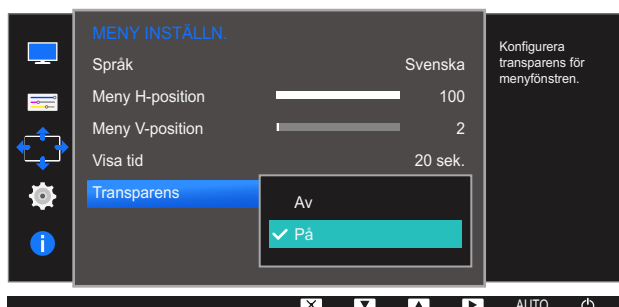 MENY INSTÄLLN.
Språk Svenska
Meny H-position 100
Meny V-position 2
Visa tid 20 sek.
Transparens
Av
På
Konfigurera
transparens för
menyfönstren.
AUTO